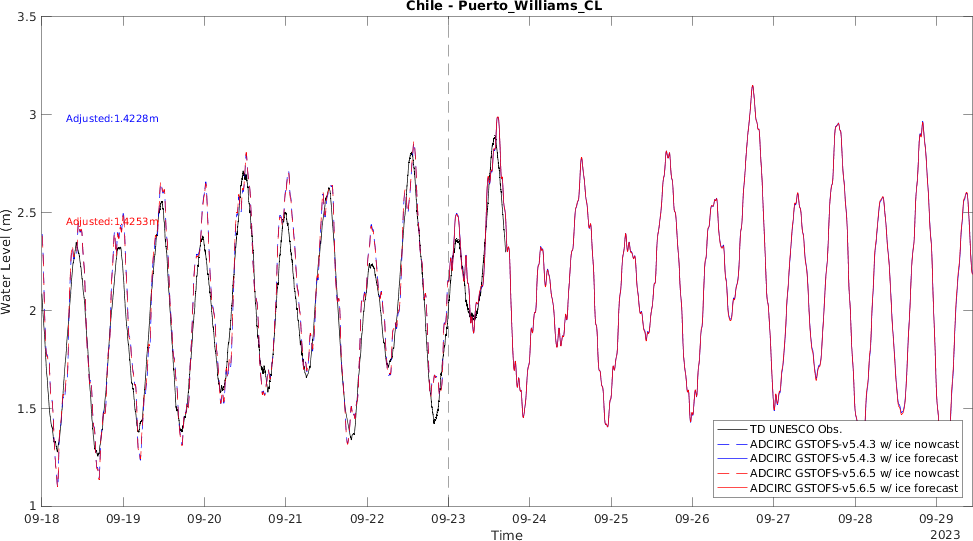 Chile - Puerto_Williams_CL
3.5
3
2.5
2
1.5
1
Water Level (m)
Adjusted:1.4228m
Adjusted:1.4253m
TD UNESCO Obs.
ADCIRC GSTOFS-v5.4.3 w/ ice nowcast
ADCIRC GSTOFS-v5.4.3 w/ ice forecast
ADCIRC GSTOFS-v5.6.5 w/ ice nowcast
ADCIRC GSTOFS-v5.6.5 w/ ice forecast
09-18 09-19 09-20 09-21 09-22 09-23 09-24 09-25 09-26 09-27 09-28 09-29
Time
2023